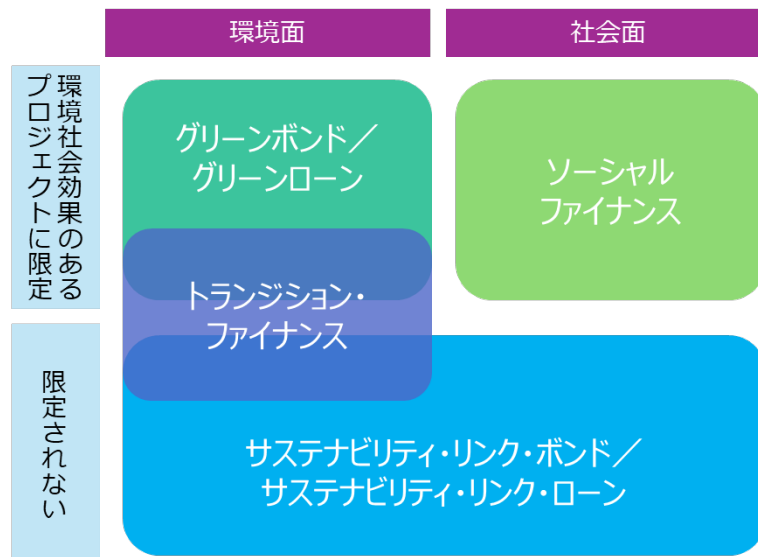 環境面
社会面
環境社会効果のある
プロジェクトに限定
グリーンボンド／
グリーンローン
ソーシャル
ファイナンス
トランジション・
ファイナンス
限定されない
サステナビリティ・リンク・ボンド／
サステナビリティ・リンク・ローン